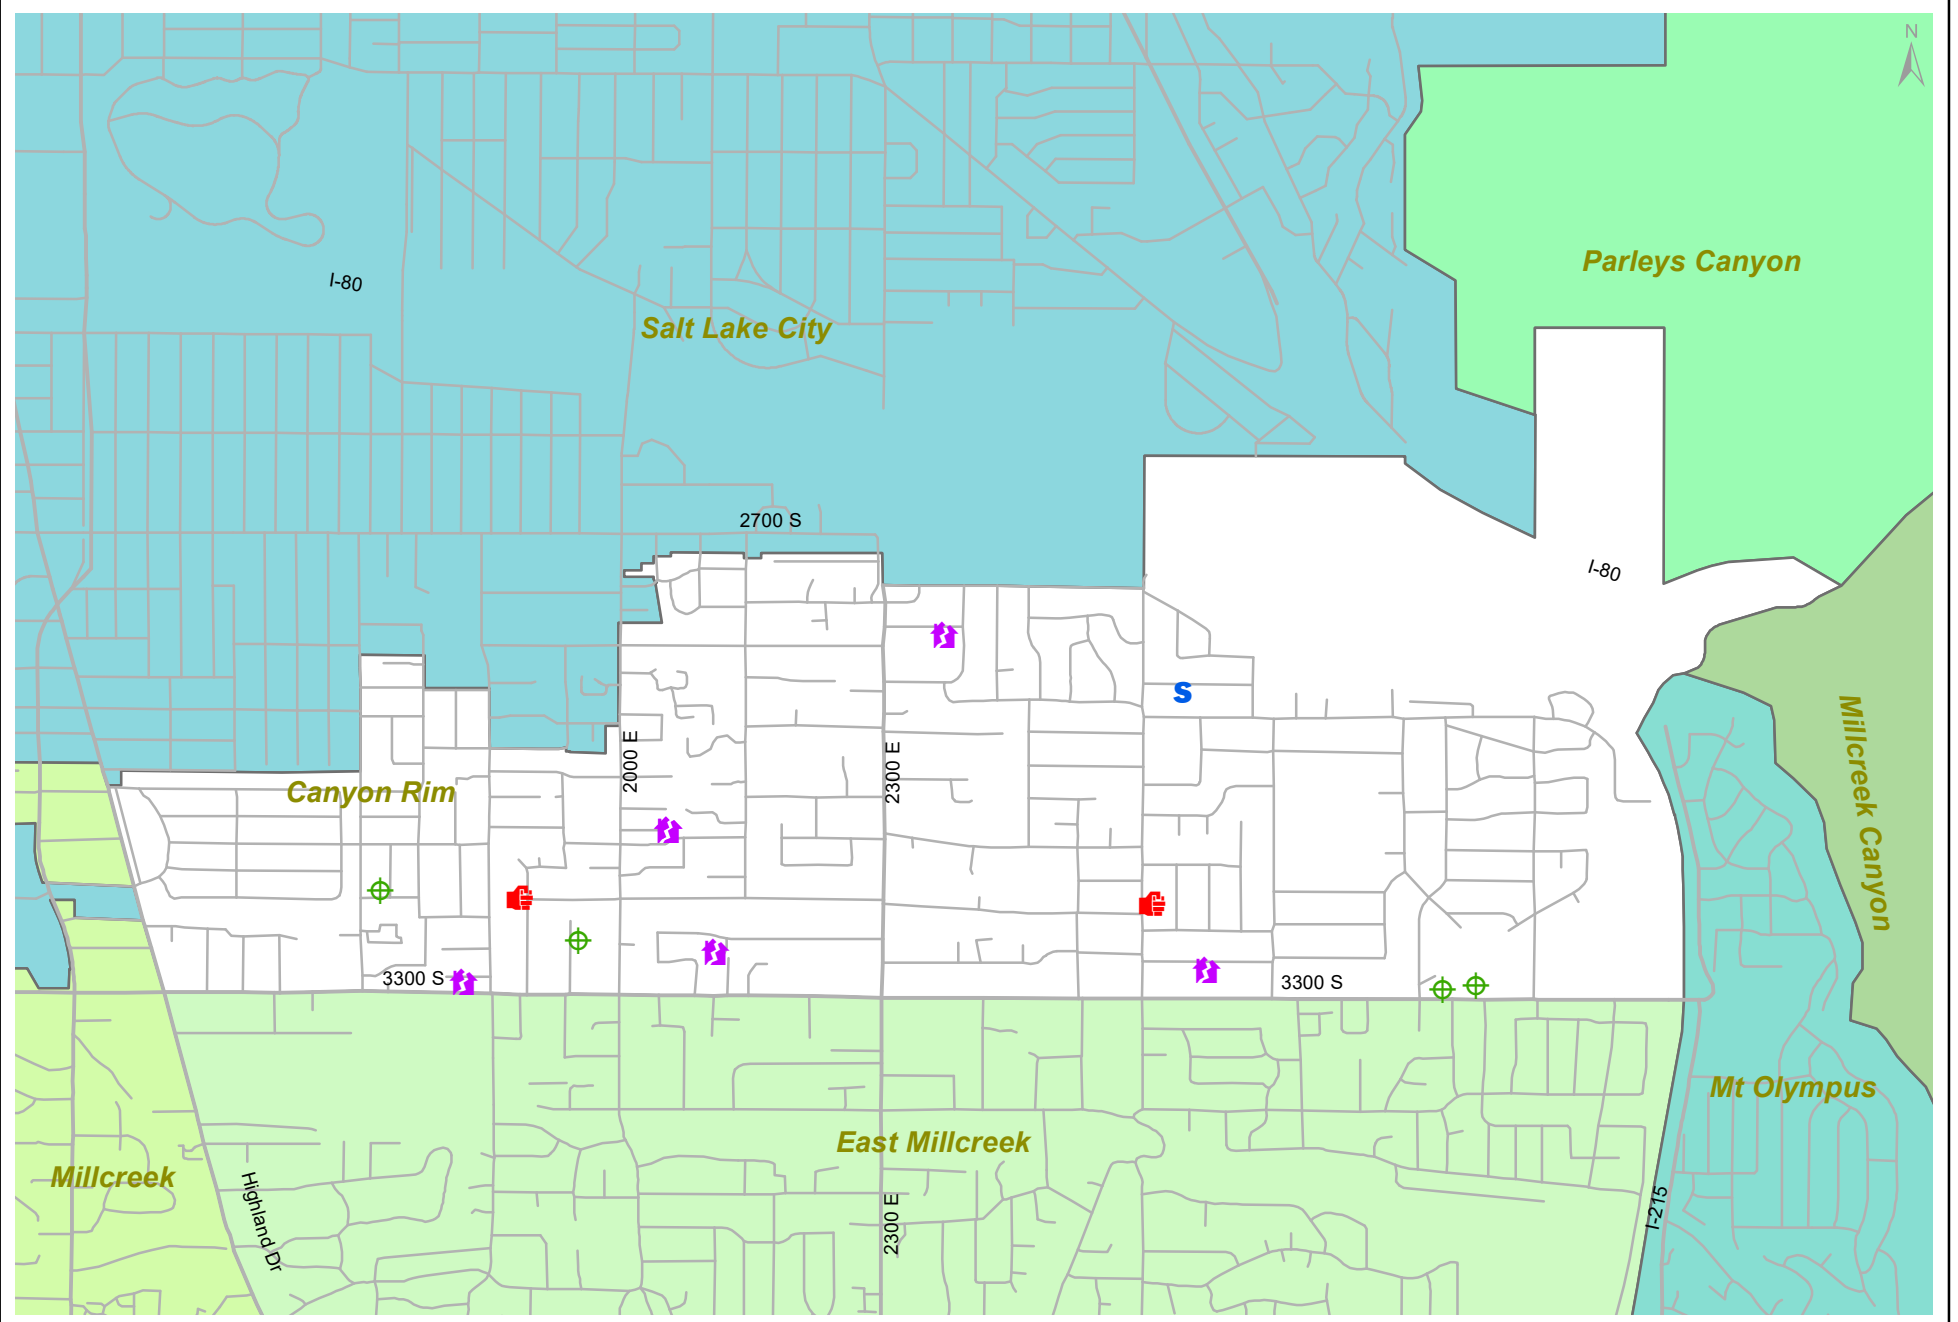 N
Parleys Canyon
I-80
Salt Lake City
2700 S
I-80
S
2000 E
2300 E
Canyon Rim
Millcreek Canyon
3300 S
3300 S
Mt Olympus
East Millcreek
Millcreek
Highland Dr
2300 E
I-215